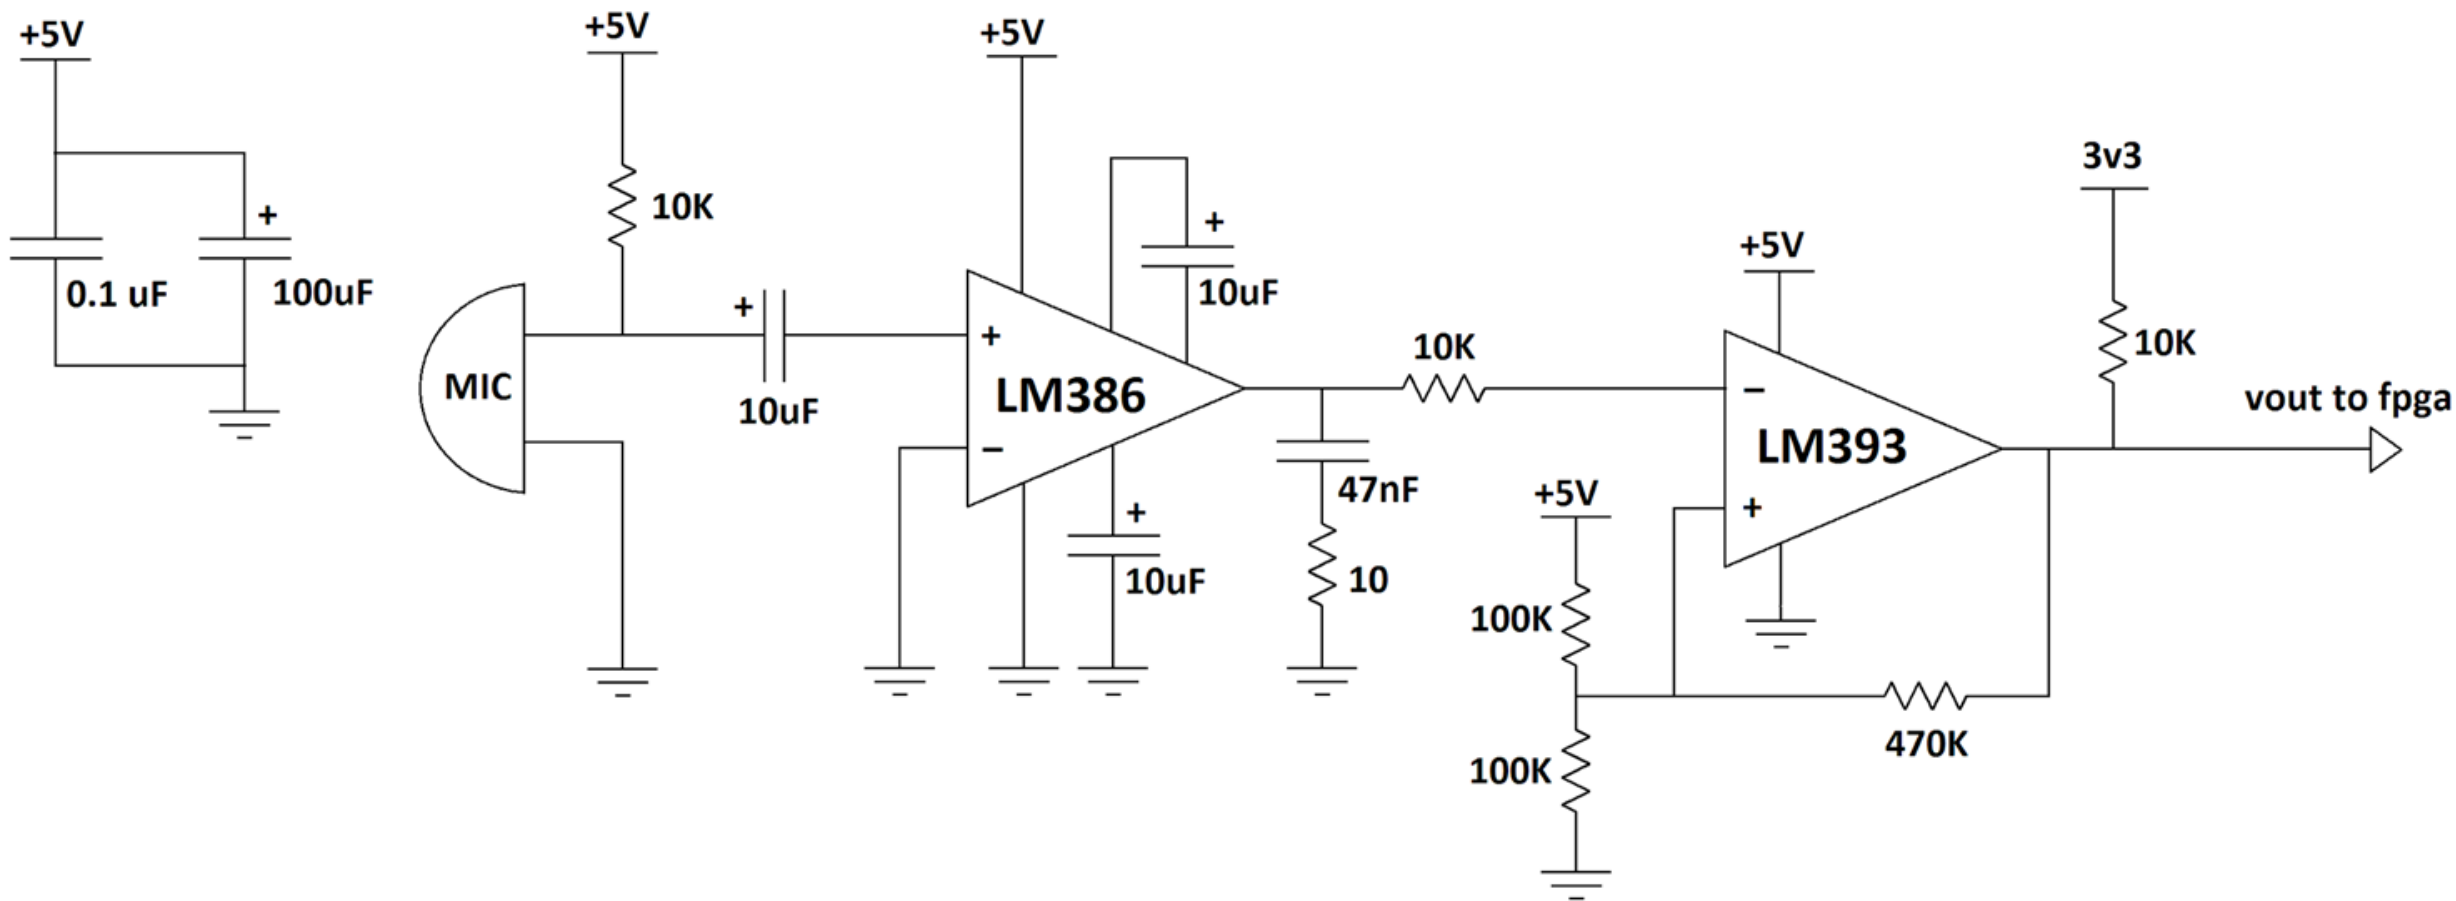 +5V
+
0.1 uF
100uF
+5V
10K
MIC
+
10uF
+5V
+
10uF
+
LM386
−
+
10uF
10K
47nF
10
+5V
−
LM393
+
+5V
100K
100K
470K
3v3
10K
vout to fpga